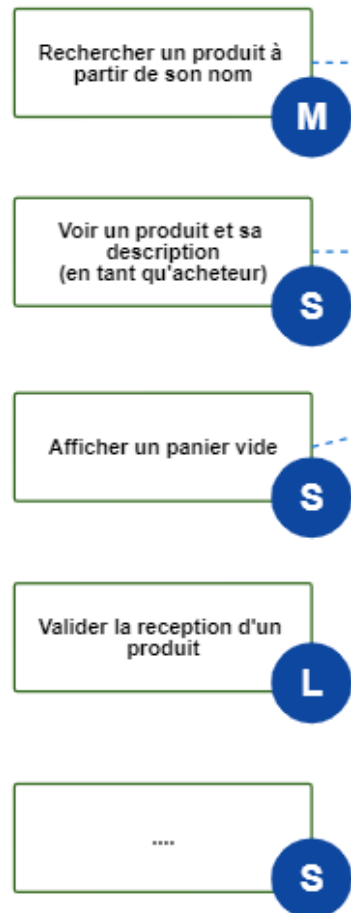 Rechercher un produit à
partir de son nom
M
Voir un produit et sa
description
(en tant qu'acheteur)
S
Afficher un panier vide
S
Valider la reception d'un
produit
L
....
S